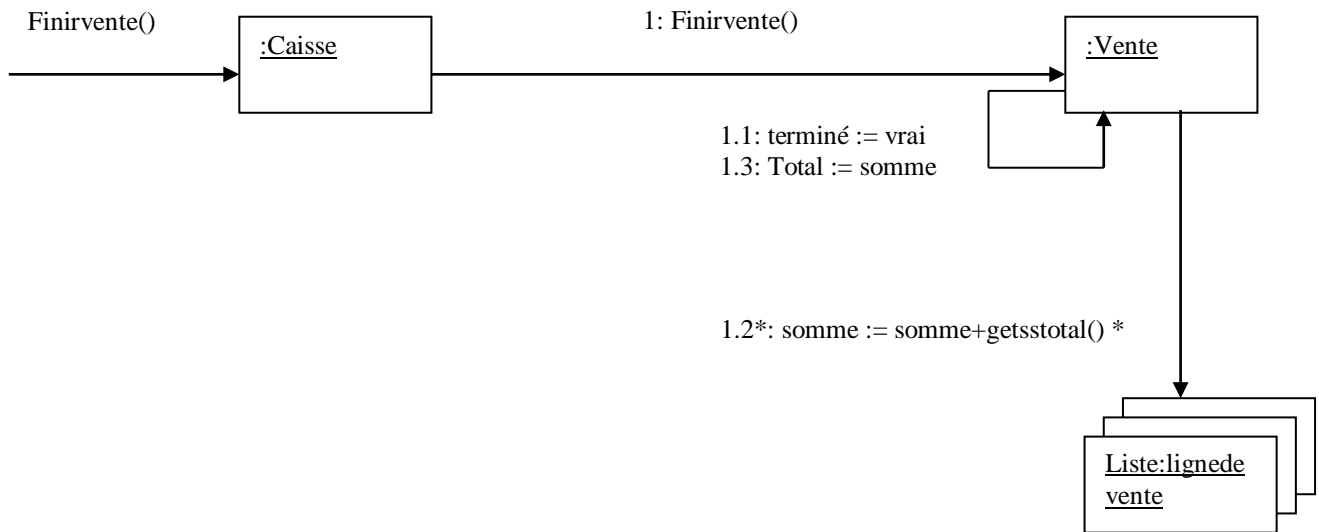 Finirvente()
1: Finirvente()
:Caisse
:Vente
1.1: terminé := vrai
1.3: Total := somme
1.2*: somme := somme+getsstotal() *
Liste:lignede
vente